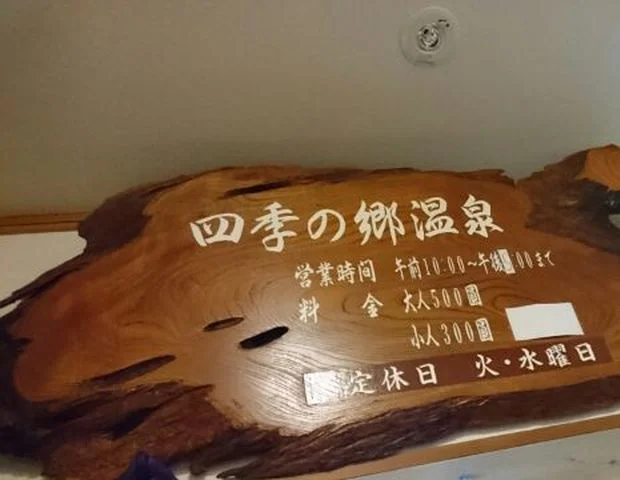 四季の郷温泉
営業時間 午前10:00~午後:00まで
料 金 大人500圓
小人300圓
定休日 火・水曜日